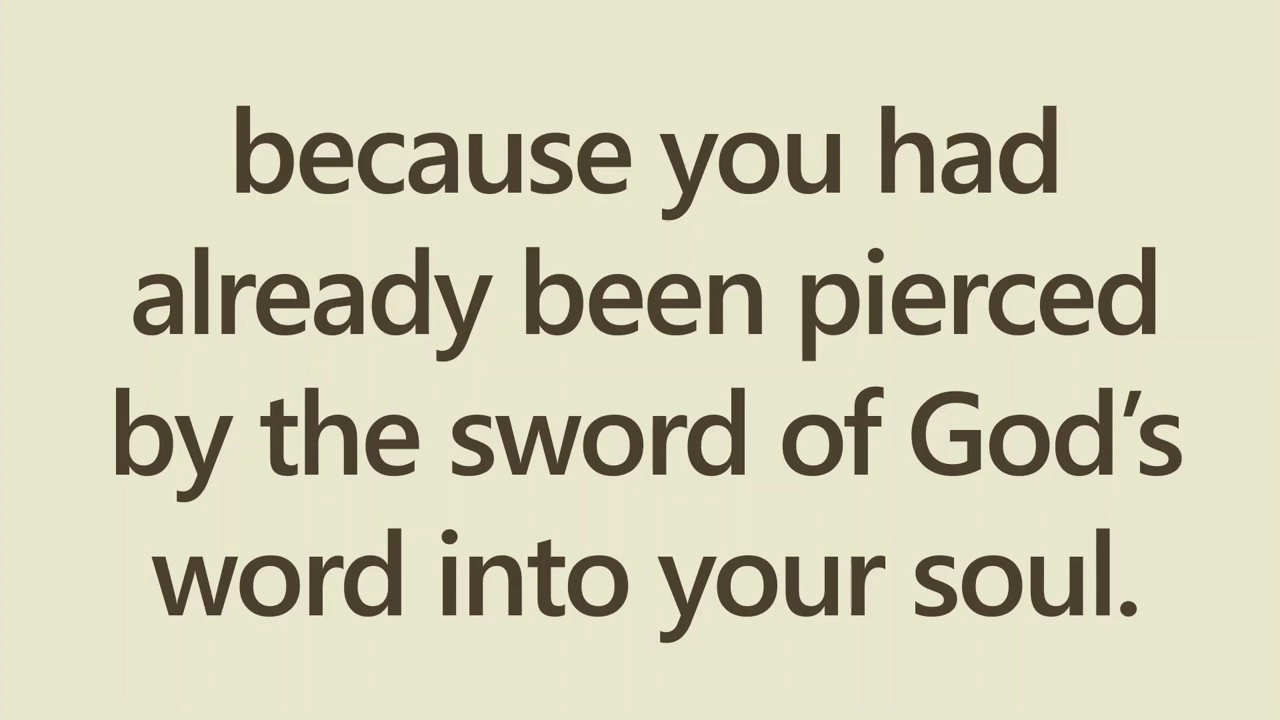 because you had
already been pierced
by the sword of God’s
word into your soul.